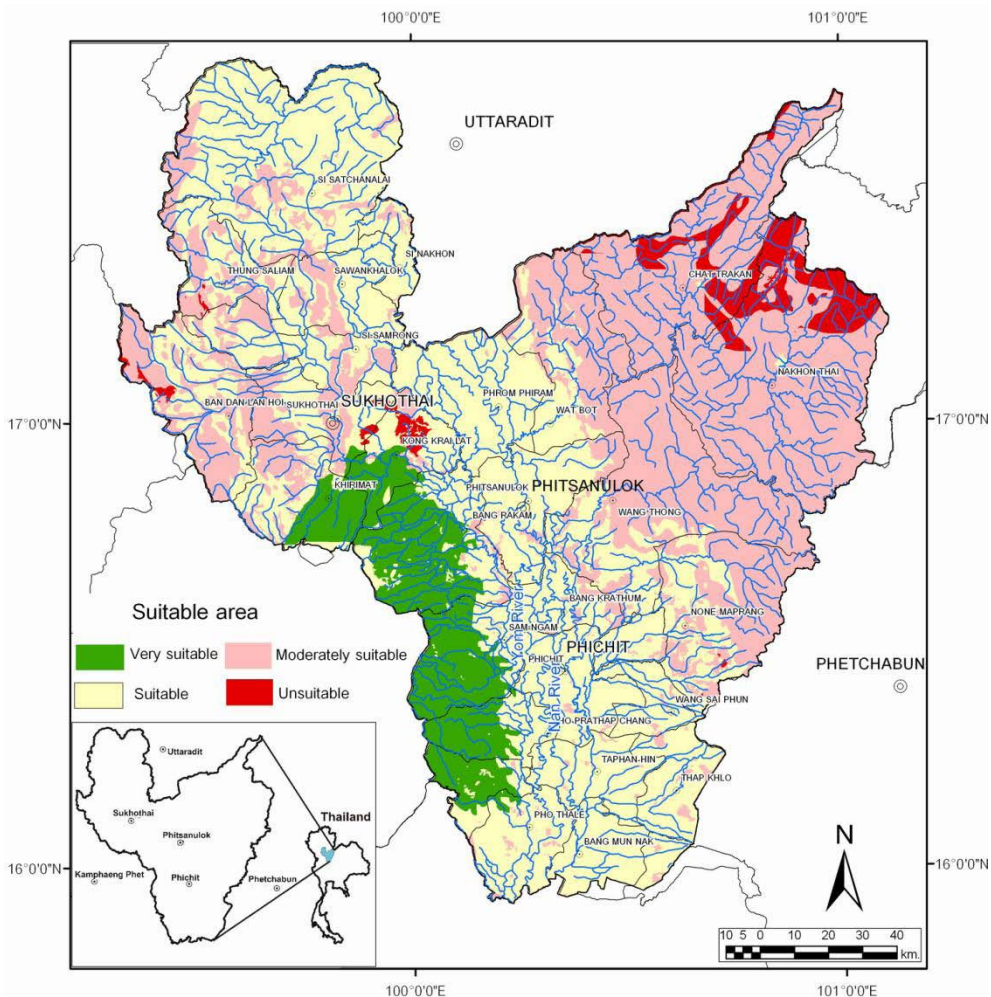 100°0'0"E
101°0'0"E
UTTARADIT
SI SATCHANALAI
SI NAKHON
THUNG SALIAM
SAWANKHALOK
CHAT TRAKAN
SI SAMRONG
NAKHON THAI
BAN DAN LAN HOI
SUKHOTHAI
SUKHOTHAI
PHROM PHIRAM
WAT BOT
17°0'0"N
17°0'0"N
KONG KRAI LAT
KHIRIMAT
PHITSANULOK
PHITSANULOK
BANG RAKAM
WANG THONG
Suitable area
BANG KRATHUM
NONE MAPRANG
Yom River
SAM NGAM
Very suitable
Moderately suitable
PHICHIT
PHICHIT
PHETCHABUN
Suitable
Unsuitable
Nan River
WANG SAI PHUN
HO PRATHAP CHANG
TAPHAN-HIN
THAP KHLO
Uttaradit
Sukhothai
Thailand
Phitsanulok
Kamphaeng Phet
Phichit
Phetchabun
PHO THALE
BANG MUN NAK
N
16°0'0"N
16°0'0"N
10 5 0 10 20 30 40
km.
100°0'0"E
101°0'0"E